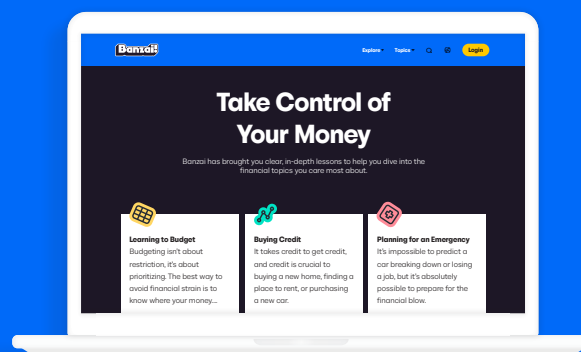 Banzai!
Explore
Topics
Login
Take Control of
Your Money
Banzai has brought you clear, in-depth lessons to help you dive into the
financial topics you care most about.
Learning to Budget
Budgeting isn't about
restriction, it's about
prioritizing. The best way to
avoid financial strain is to
know where your money...
Buying Credit
It takes credit to get credit,
and credit is crucial to
buying a new home, finding a
place to rent, or purchasing
a new car.
Planning for an Emergency
It's impossible to predict a
car breaking down or losing
a job, but it's absolutely
possible to prepare for the
financial blow.